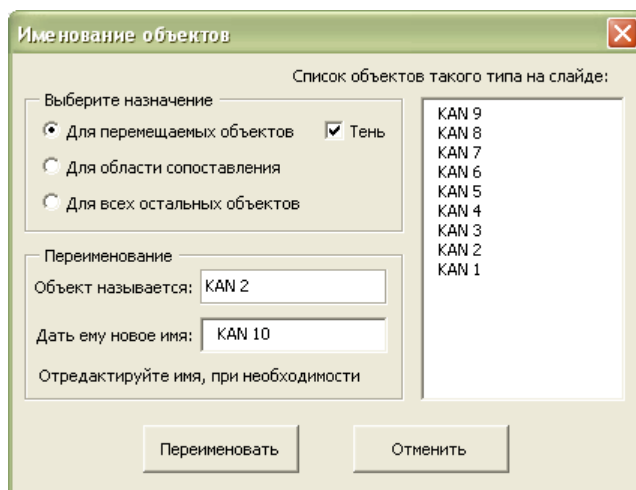 Именование объектов
Список объектов такого типа на слайде:
Выберите назначение
Для перемещаемых объектов
Тень
Для области сопоставления
Для всех остальных объектов
KAN 9
KAN 8
KAN 7
KAN 6
KAN 5
KAN 4
KAN 3
KAN 2
KAN 1
Переименование
Объект называется: KAN 2
Дать ему новое имя: KAN 10
Отредактируйте имя, при необходимости
Переименовать
Отменить